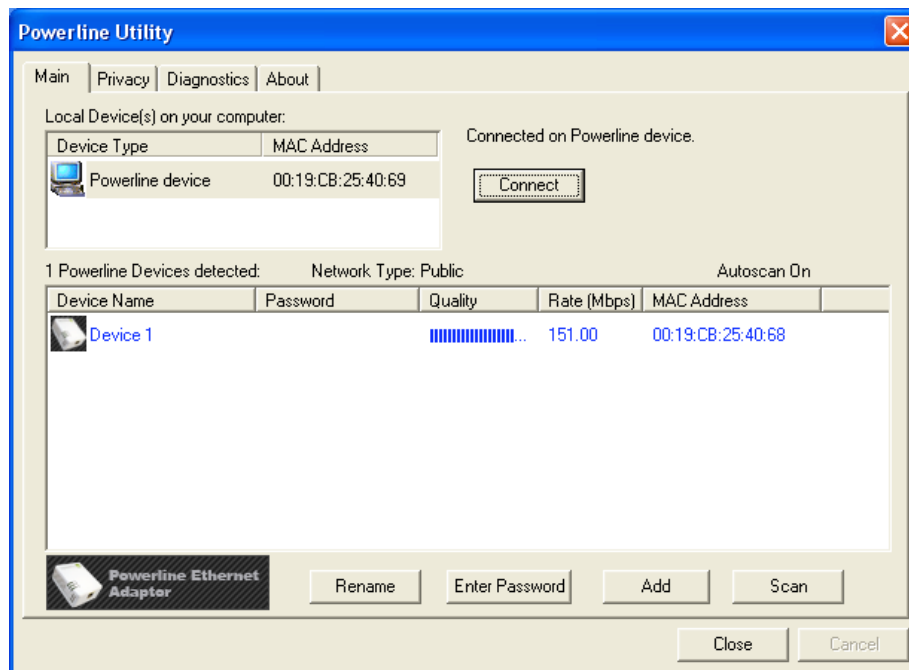 Powerline Utility
Main Privacy Diagnostics About
Local Device(s) on your computer:
Device Type MAC Address
Powerline device 00:19:CB:25:40:69
Connected on Powerline device.
Connect
1 Powerline Devices detected: Network Type: Public Autoscan On
Device Name Password Quality Rate (Mbps) MAC Address
Device 1 151.00 00:19:CB:25:40:68
Powerline Ethernet
Adaptor
Rename Enter Password Add Scan
Close Cancel